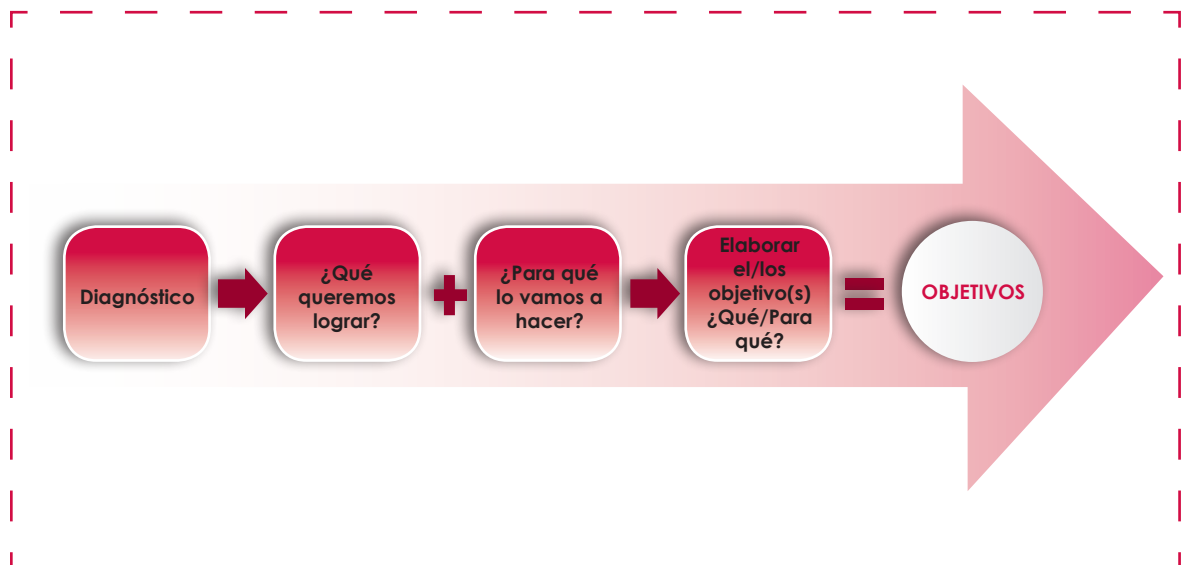 Diagnóstico
¿Qué
queremos
lograr?
¿Para qué
lo vamos a
hacer?
Elaborar
el/los
objetivo(s)
¿Qué/Para
qué?
OBJETIVOS